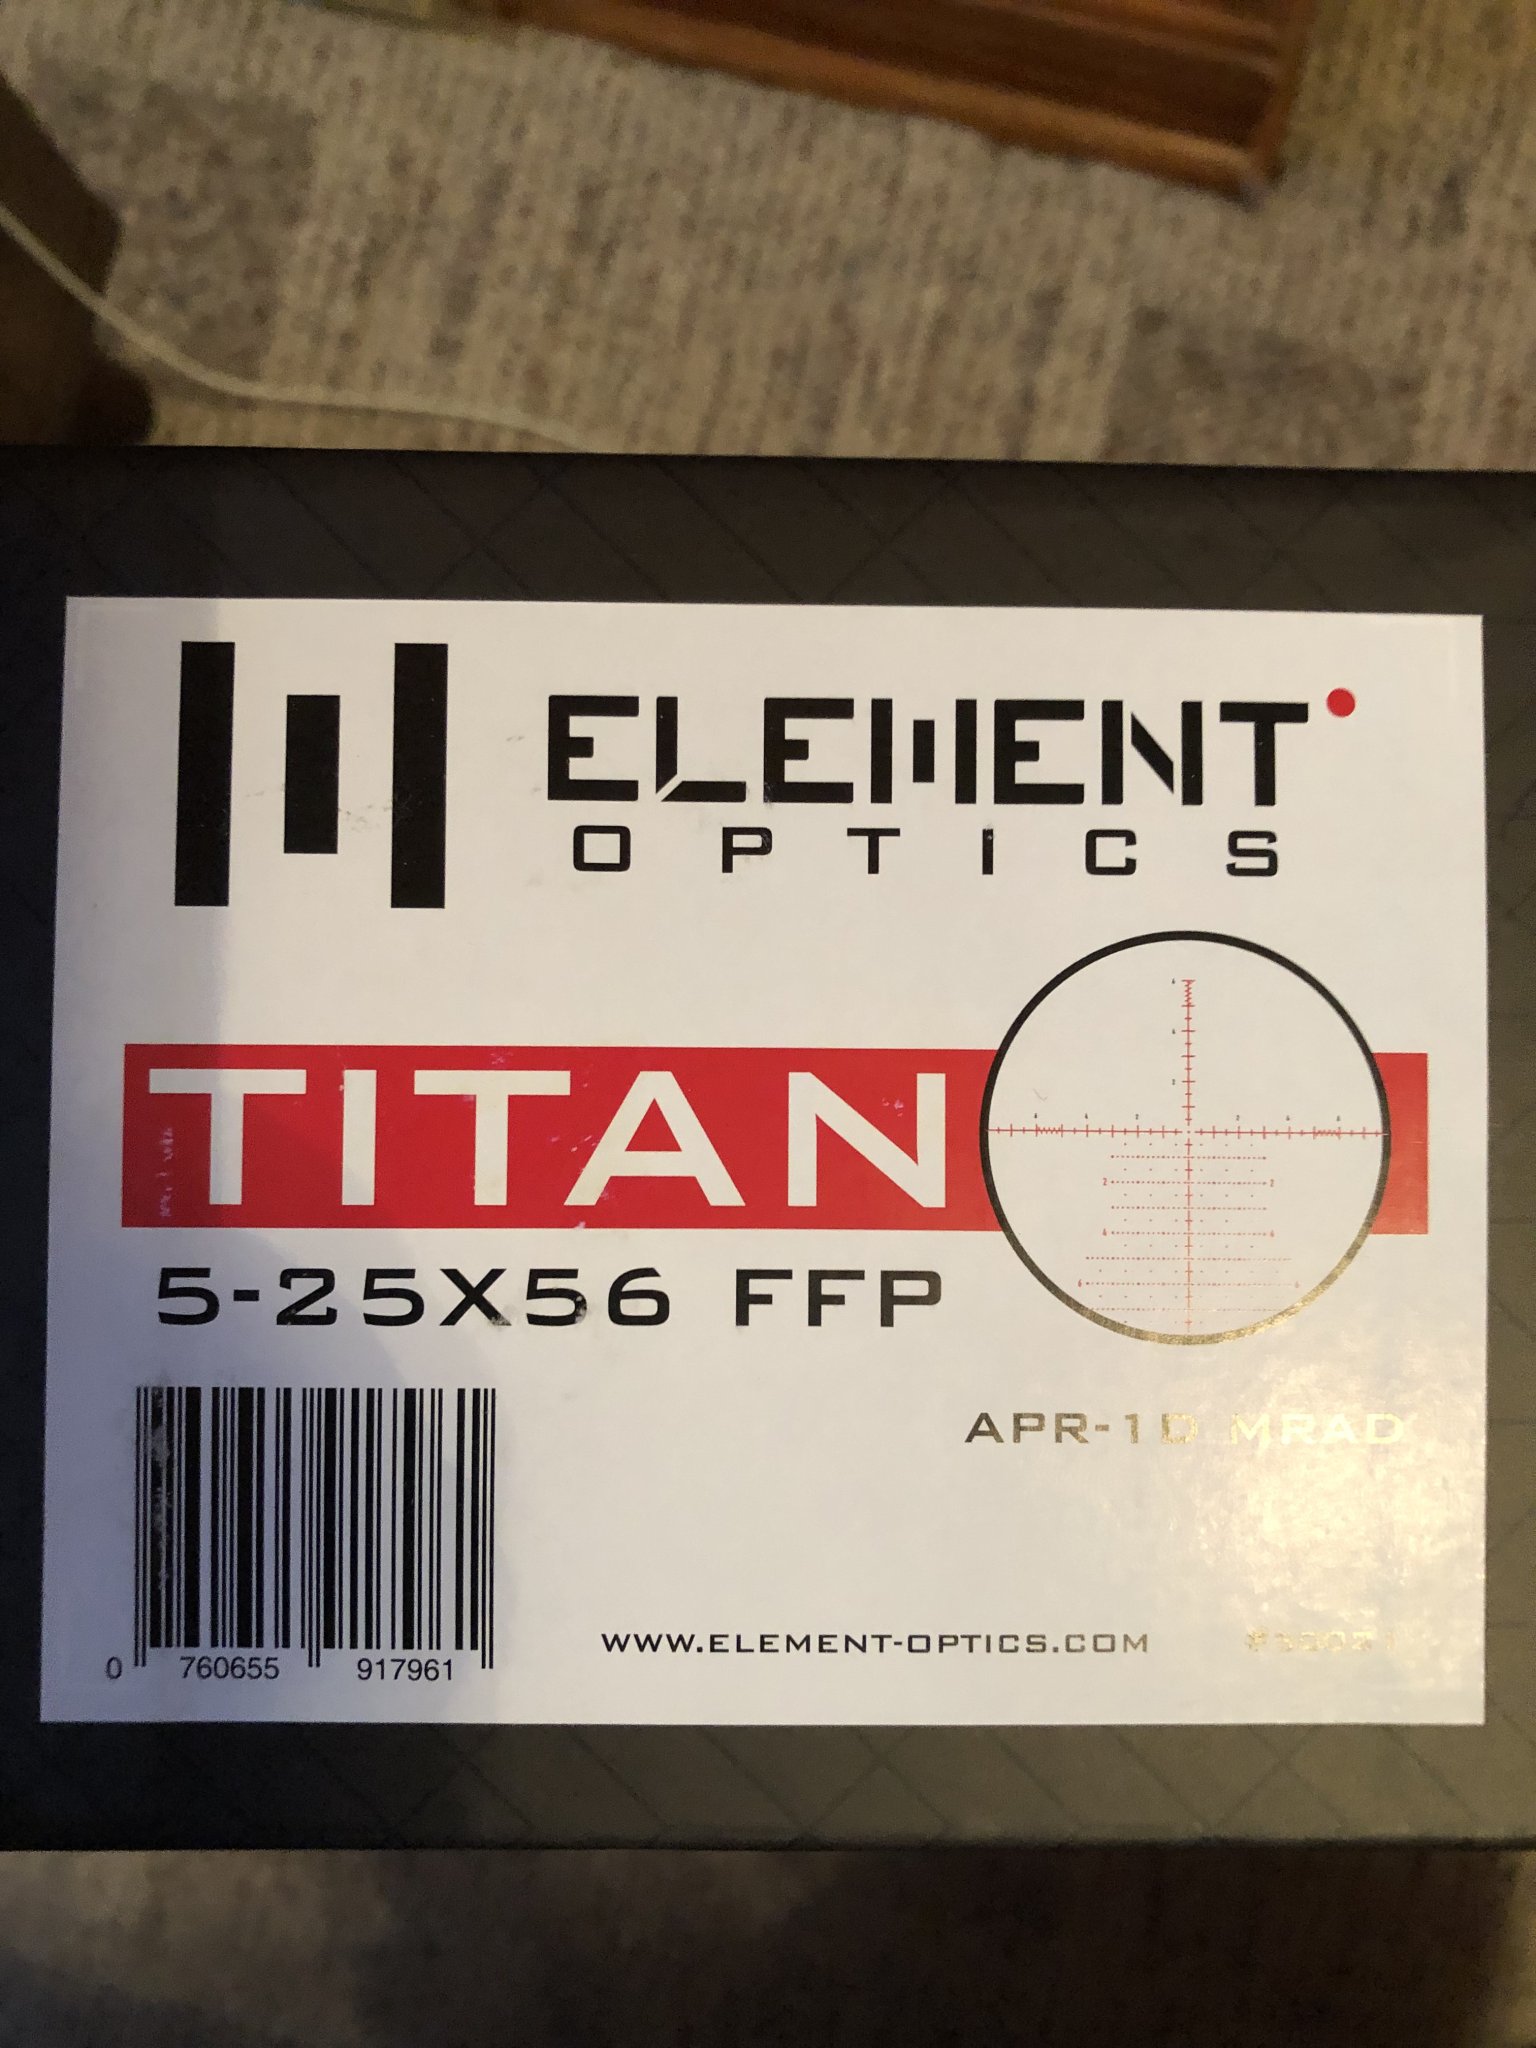 ELEMENT
OPTICS
TITAN
5-25X56 FFP
APR-1D MRAD
0 760655 917961
WWW.ELEMENT-OPTICS.COM